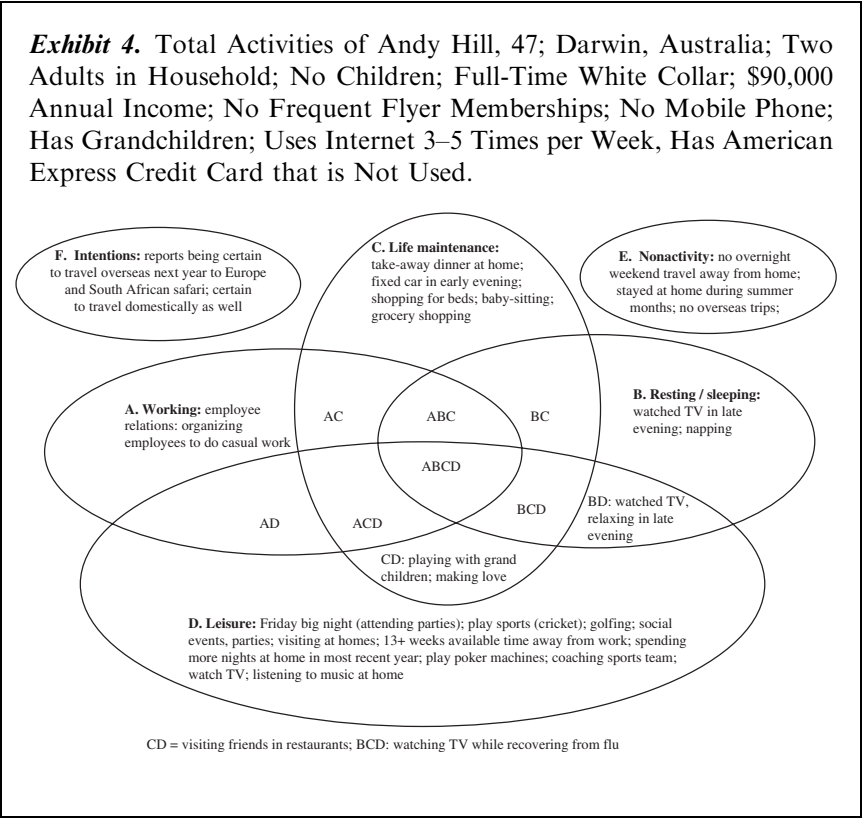 Exhibit 4. Total Activities of Andy Hill, 47; Darwin, Australia; Two
Adults in Household; No Children; Full-Time White Collar; $90,000
Annual Income; No Frequent Flyer Memberships; No Mobile Phone;
Has Grandchildren; Uses Internet 3–5 Times per Week, Has American
Express Credit Card that is Not Used.
F. Intentions: reports being certain
to travel overseas next year to Europe
and South African safari; certain
to travel domestically as well
C. Life maintenance:
take-away dinner at home;
fixed car in early evening;
shopping for beds; baby-sitting;
grocery shopping
E. Nonactivity: no overnight
weekend travel away from home;
stayed at home during summer
months; no overseas trips;
A. Working: employee
relations: organizing
employees to do casual work
AC
ABC
BC
B. Resting / sleeping:
watched TV in late
evening; napping
ABCD
AD
ACD
BCD
BD: watched TV,
relaxing in late
evening
CD: playing with grand
children; making love
D. Leisure: Friday big night (attending parties); play sports (cricket); golfing; social
events, parties; visiting at homes; 13+ weeks available time away from work; spending
more nights at home in most recent year; play poker machines; coaching sports team;
watch TV; listening to music at home
CD = visiting friends in restaurants; BCD: watching TV while recovering from flu